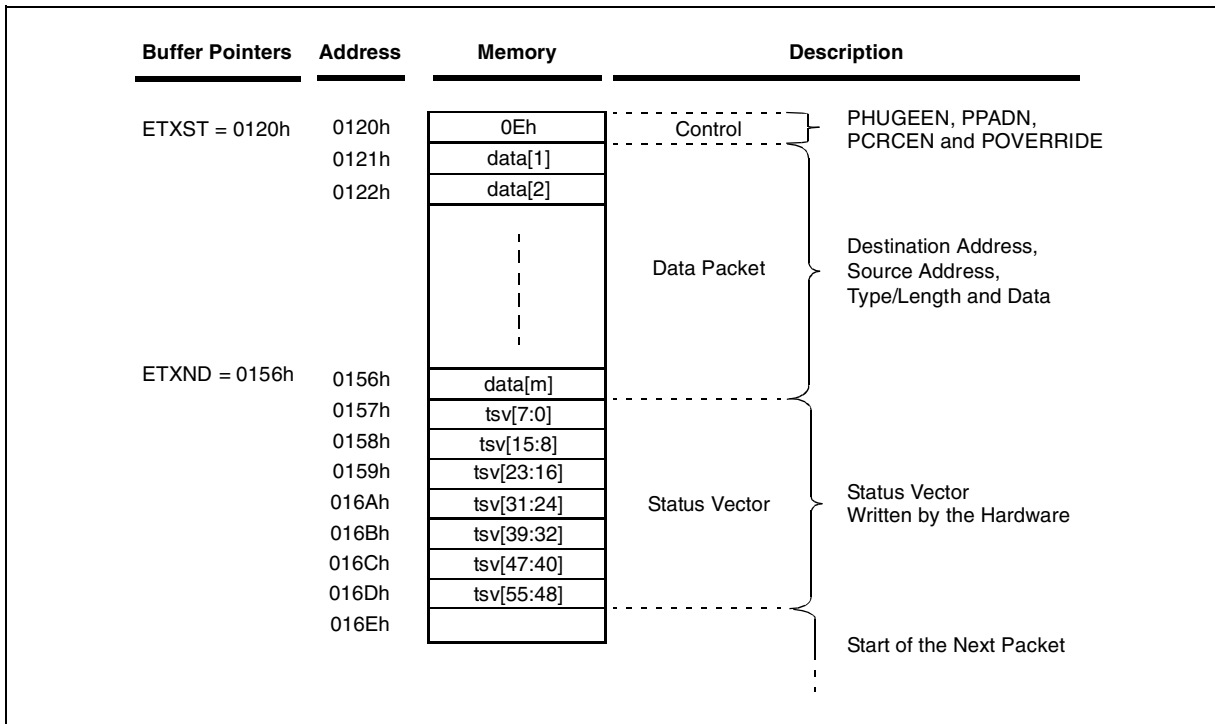 Buffer Pointers Address Memory Description
ETXST = 0120h 0120h 0Eh Control PHUGEEN, PPADN,
PCRCEN and POVERRIDE
0121h data[1]
0122h data[2]
Data Packet
Destination Address,
Source Address,
Type/Length and Data
ETXND = 0156h 0156h data[m]
0157h tsv[7:0]
0158h tsv[15:8]
0159h tsv[23:16]
016Ah tsv[31:24] Status Vector Status Vector
Written by the Hardware
016Bh tsv[39:32]
016Ch tsv[47:40]
016Dh tsv[55:48]
016Eh
Start of the Next Packet